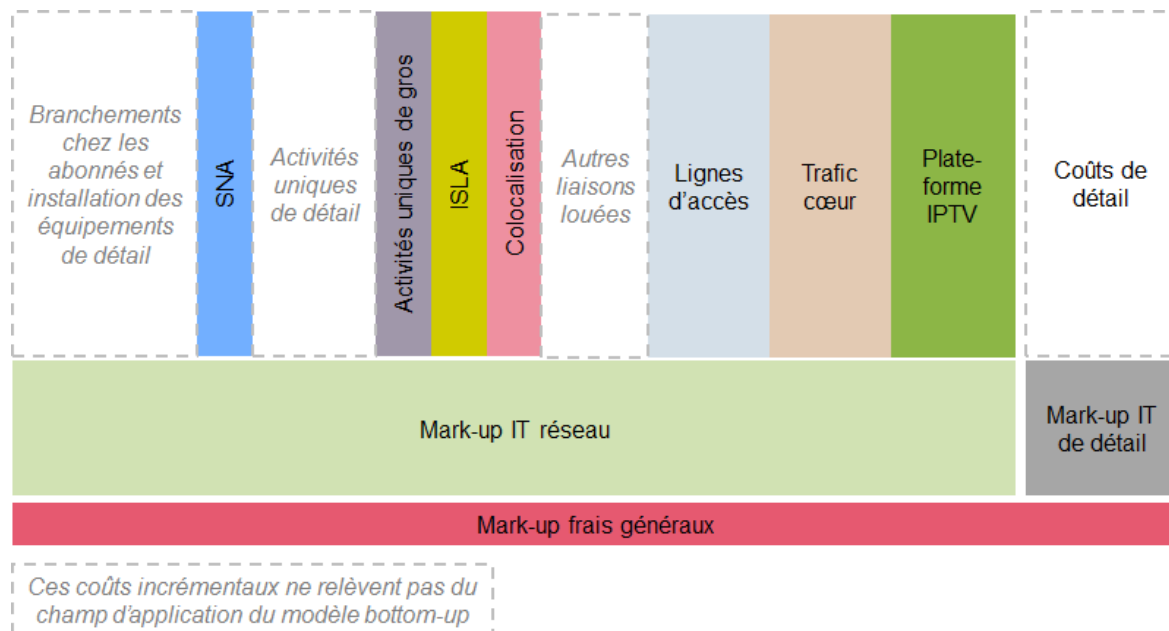 Branchements
chez les
abonnés et
installation des
équipements
de détail
SNA
Activités
uniques
de détail
Activités uniques de gros
ISLA
Colocalisation
Autres
liaisons
louées
Lignes
d’accès
Trafic
cœur
Plate-
forme
IPTV
Coûts de
détail
Mark-up IT réseau
Mark-up IT
de détail
Mark-up frais généraux
Ces coûts incrémentaux ne relèvent pas du
champ d’application du modèle bottom-up